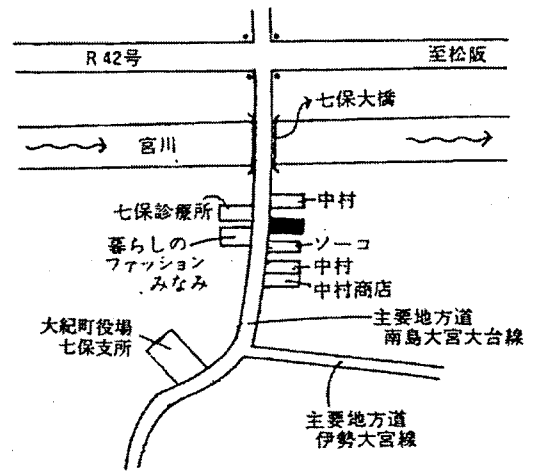 R42号
至松阪
七保大橋
宮川
中村
七保診療所
暮らしの
ファッション
みなみ
ソーコ
中村
中村商店
大紀町役場
七保支所
主要地方道
南島大宮大台線
主要地方道
伊勢大宮線